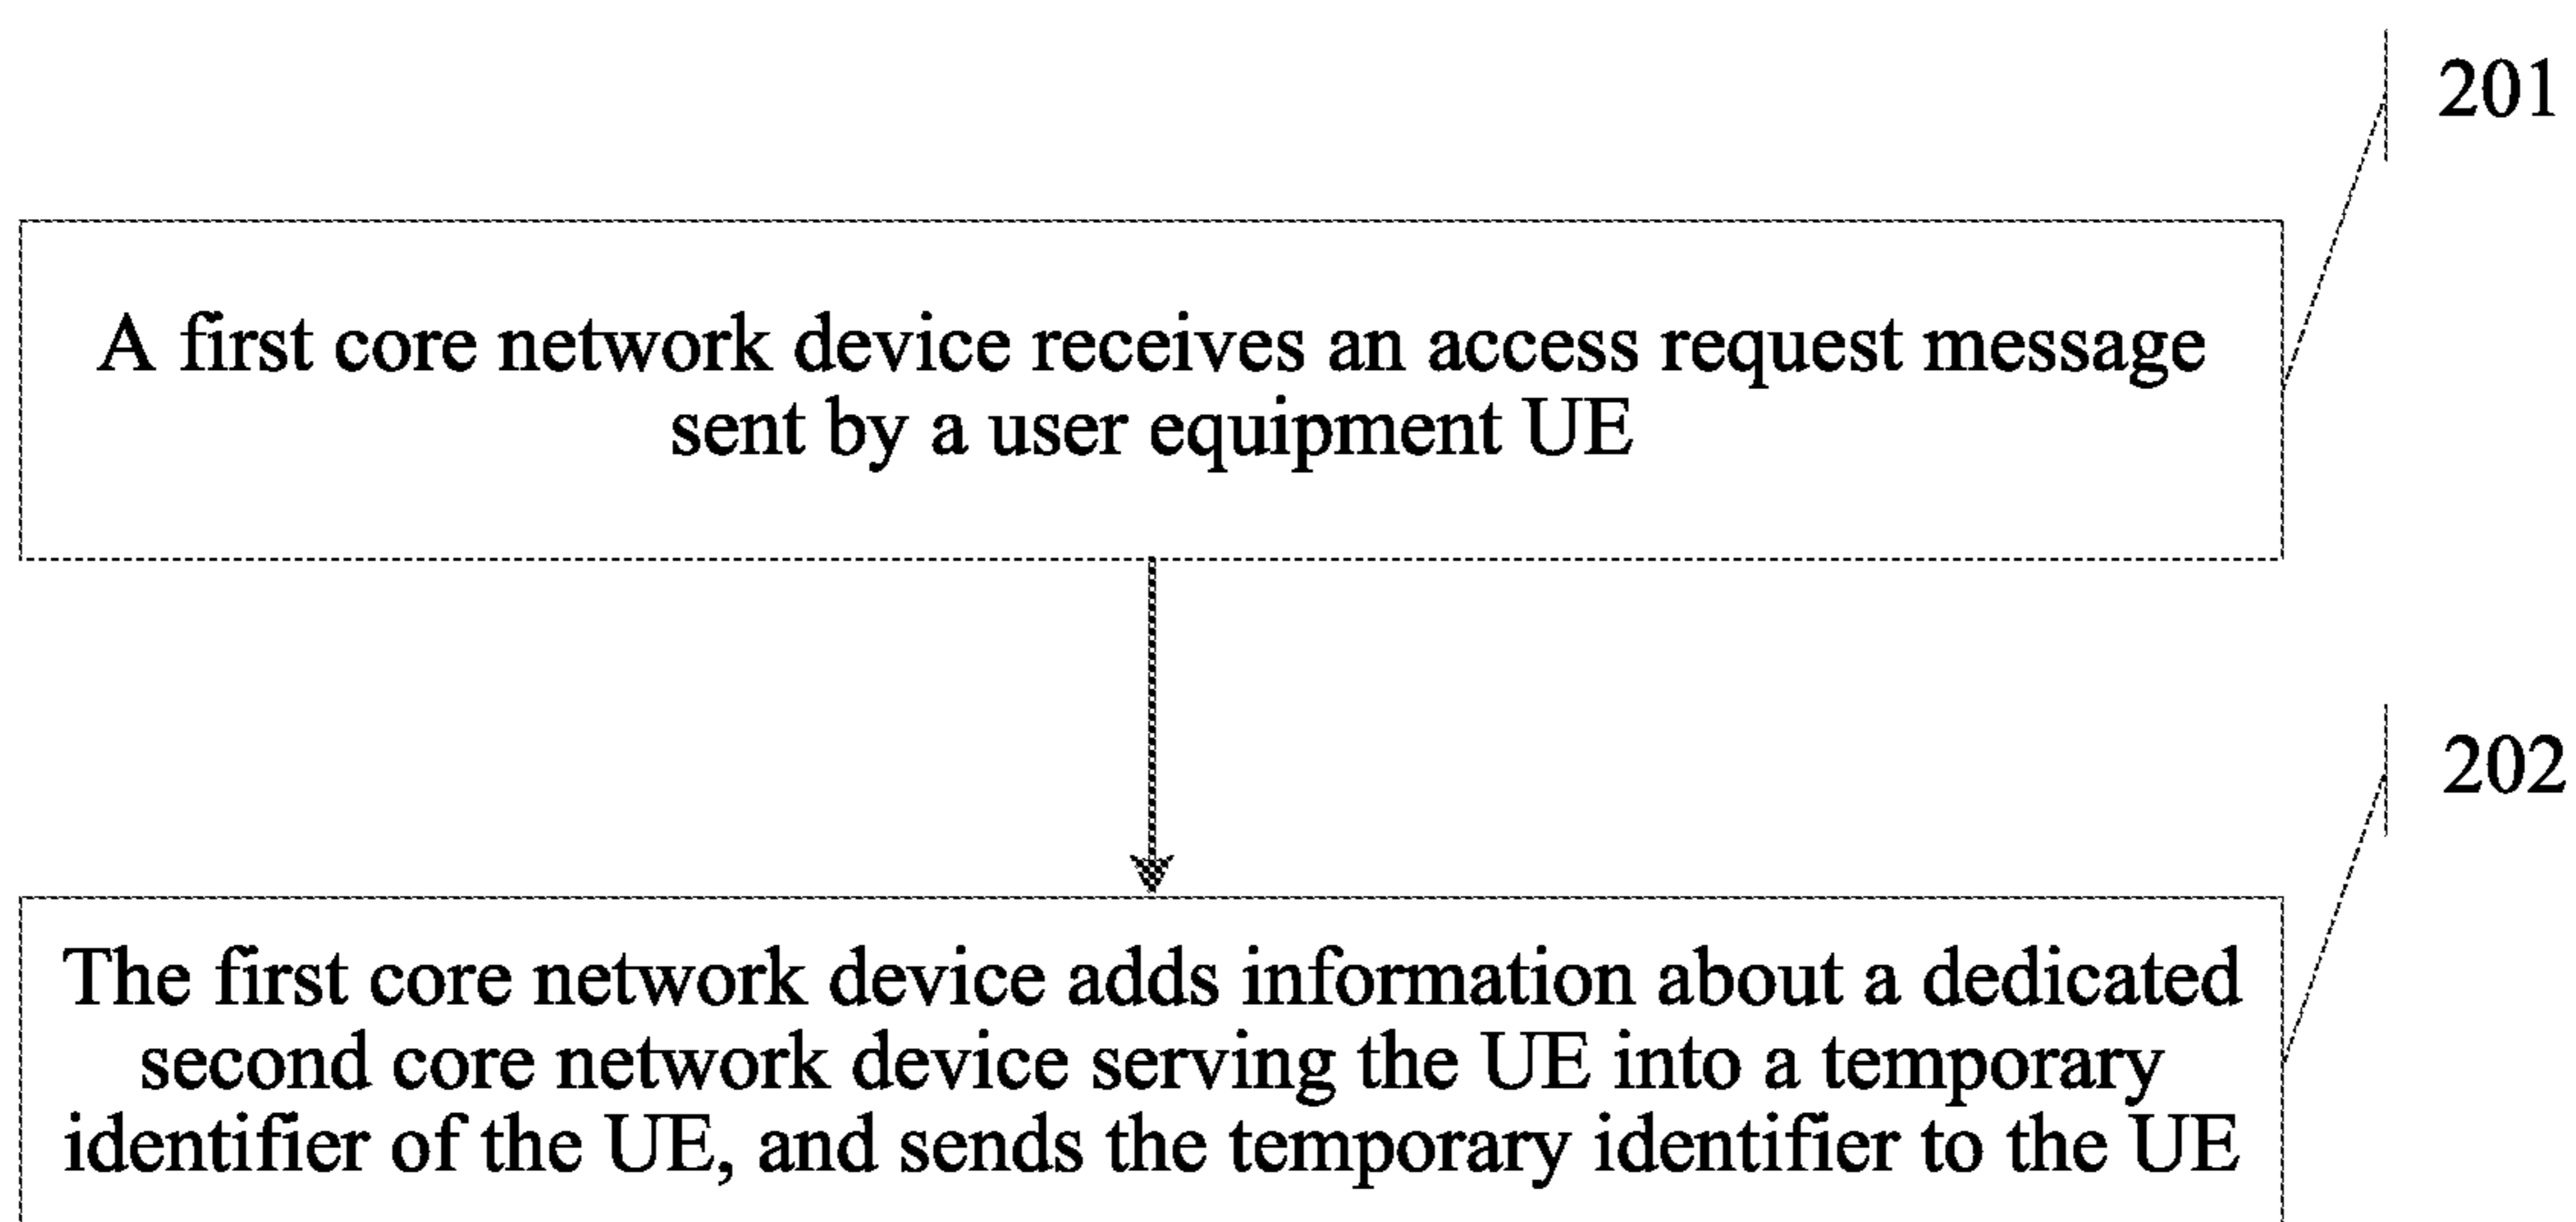 201
A first core network device receives an access request message
sent by a user equipment UE
202
The first core network device adds information about a dedicated
second core network device serving the UE into a temporary
identifier of the UE, and sends the temporary identifier to the UE